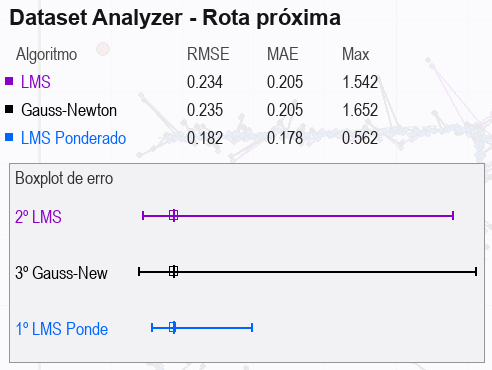 Dataset Analyzer - Rota próxima
Algoritmo RMSE MAE Max
LMS 0.234 0.205 1.542
Gauss-Newton 0.235 0.205 1.652
LMS Ponderado 0.182 0.178 0.562
Boxplot de erro
2º LMS
3º Gauss-New
1º LMS Ponde